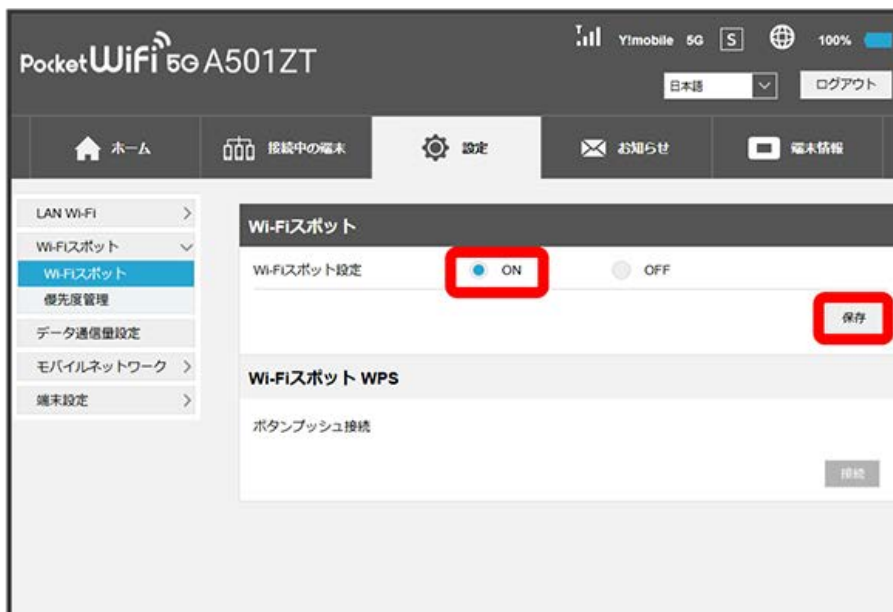 Y!mobile 5G S 100%
PocketWiFi 5G A501ZT
日本語 ログアウト
ホーム 接続中の端末 設定 お知らせ 端末情報
LAN Wi-Fi
Wi-Fiスポット
Wi-Fiスポット
優先度管理
データ通信量設定
モバイルネットワーク
端末設定
Wi-Fiスポット
Wi-Fiスポット設定 ON OFF
保存
Wi-Fiスポット WPS
ボタンプッシュ接続
接続